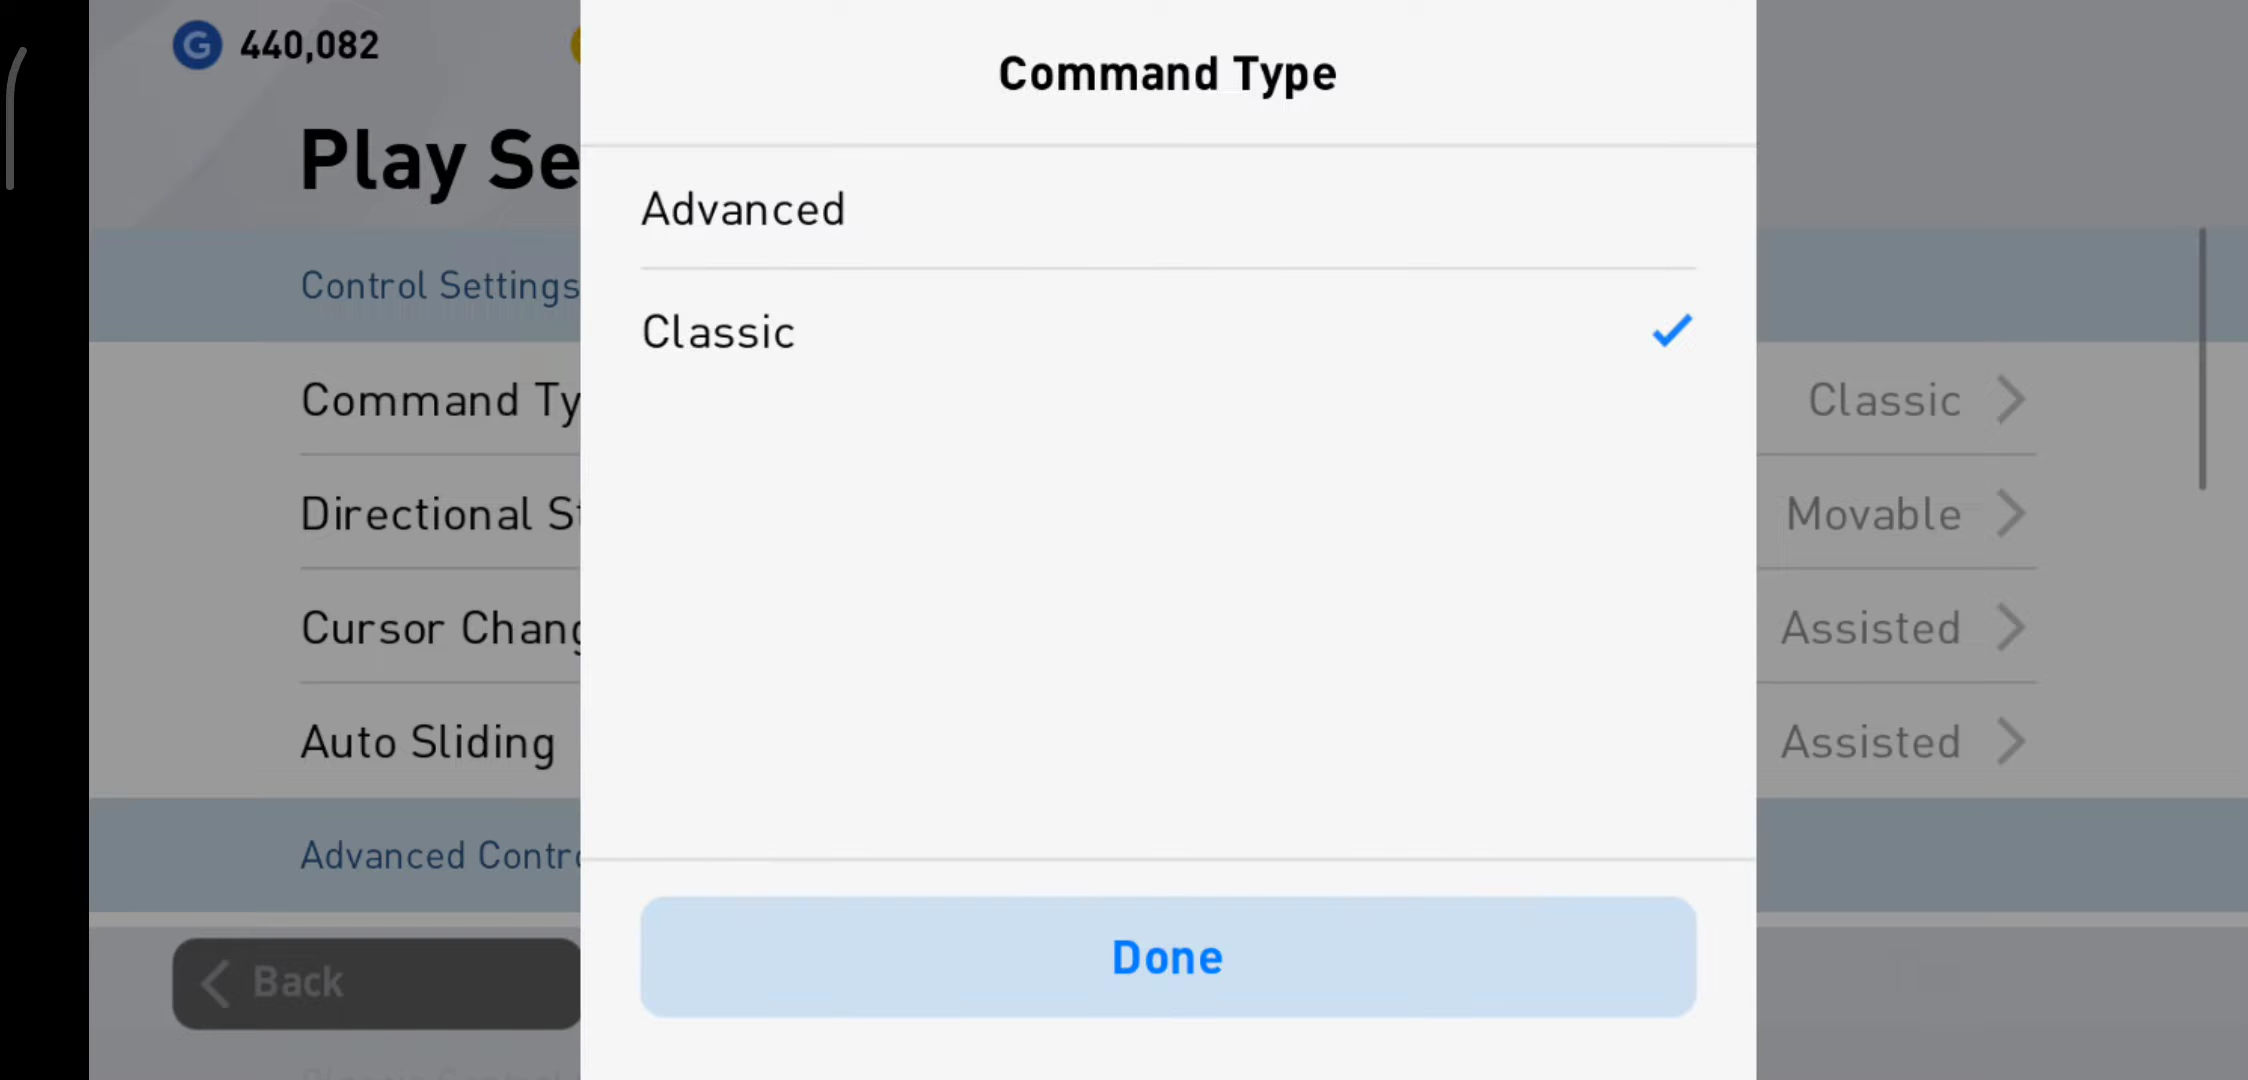 G 440,082
Play Se
Control Settings
Command Ty
Classic
Directional St
Movable
Cursor Chang
Assisted
Auto Sliding
Assisted
Advanced Contro
Back
Command Type
Advanced
Classic
Done